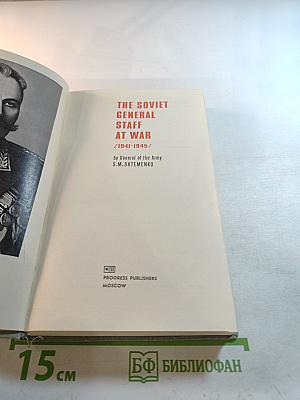 THE SOVIET
GENERAL
STAFF
AT WAR
/1941-1945/
by General of the Army
S.M.SHTEMENKO
PROGRESS PUBLISHERS
MOSCOW
15 см
БФ БИБЛИОФАН